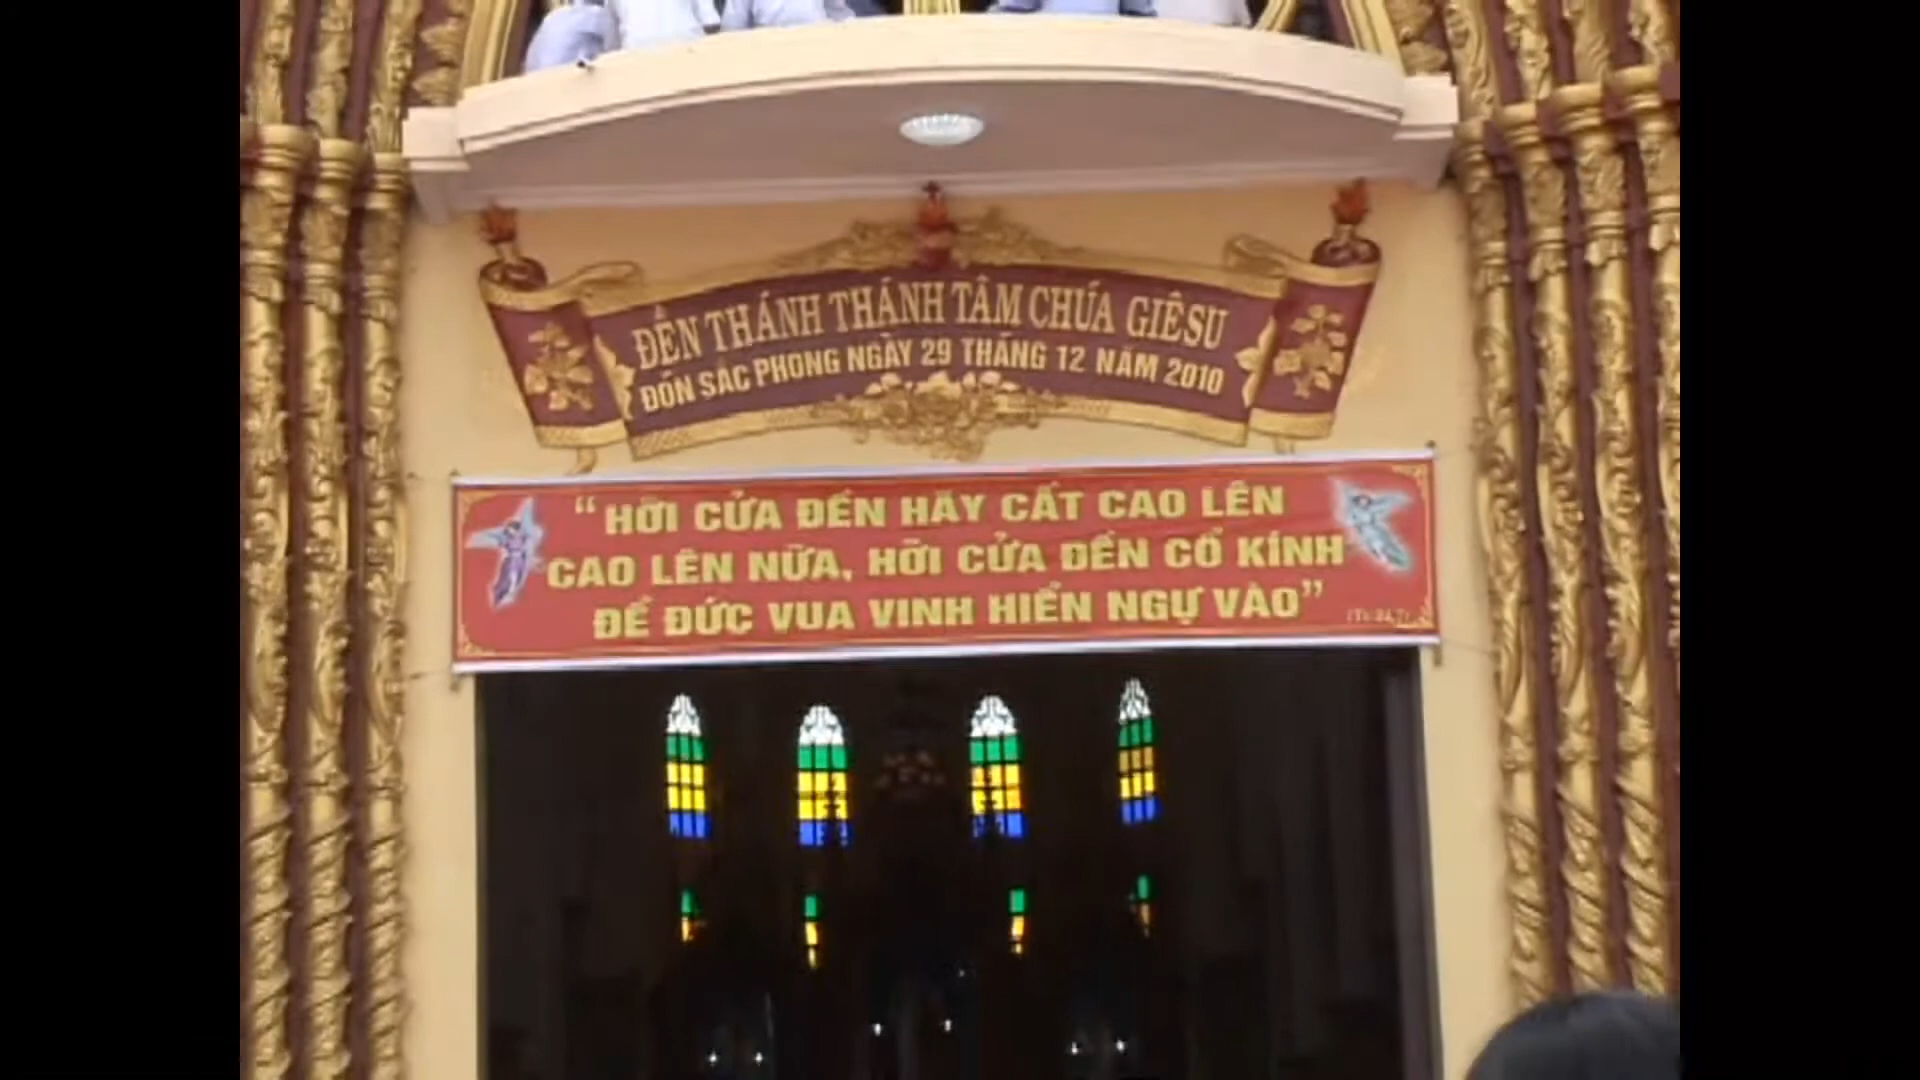 ĐỀN THÁNH THÁNH TÂM CHÚA GIÊSU
ĐÓN SẮC PHONG NGÀY 29 THÁNG 12 NĂM 2010
“HỠI CỬA ĐỀN HÃY CẤT CAO LÊN
CAO LÊN NỮA, HỠI CỬA ĐỀN CỔ KÍNH
ĐỂ ĐỨC VUA VINH HIỂN NGỰ VÀO”